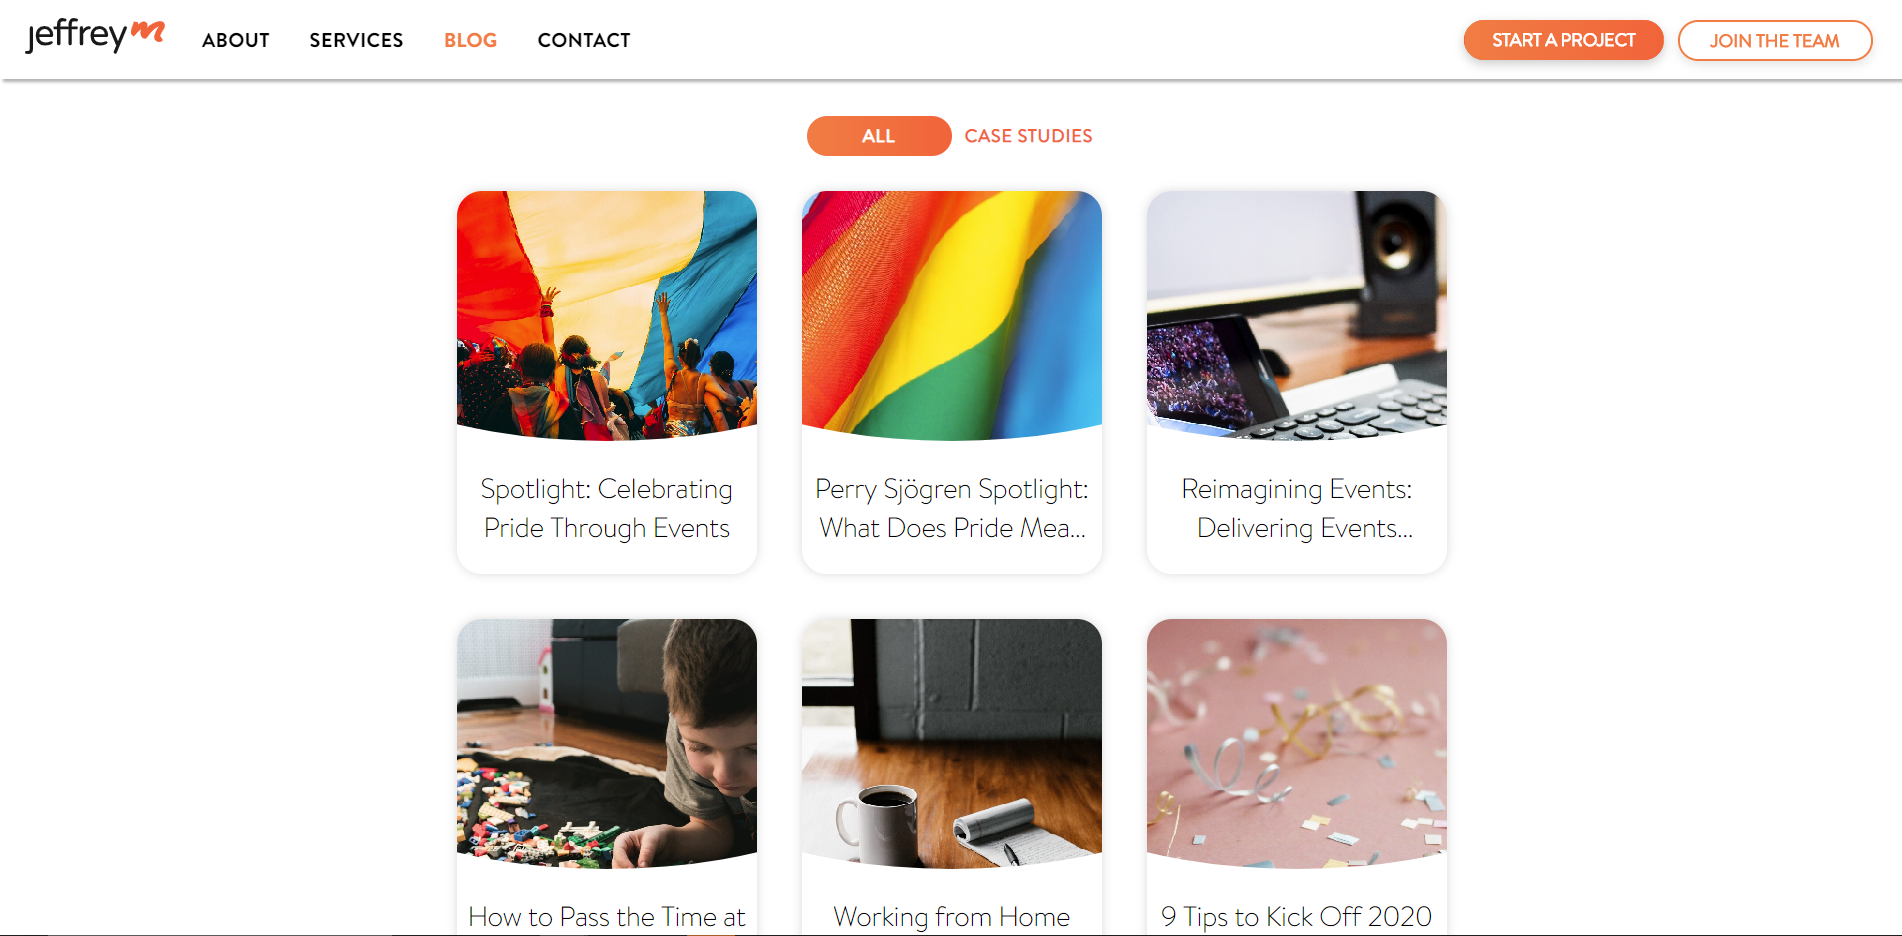 jeffrey m
ABOUT
SERVICES
BLOG
CONTACT
START A PROJECT
JOIN THE TEAM
ALL
CASE STUDIES
Spotlight: Celebrating
Pride Through Events
Perry Sjögren Spotlight:
What Does Pride Mea...
Reimagining Events:
Delivering Events...
How to Pass the Time at
Working from Home
9 Tips to Kick Off 2020